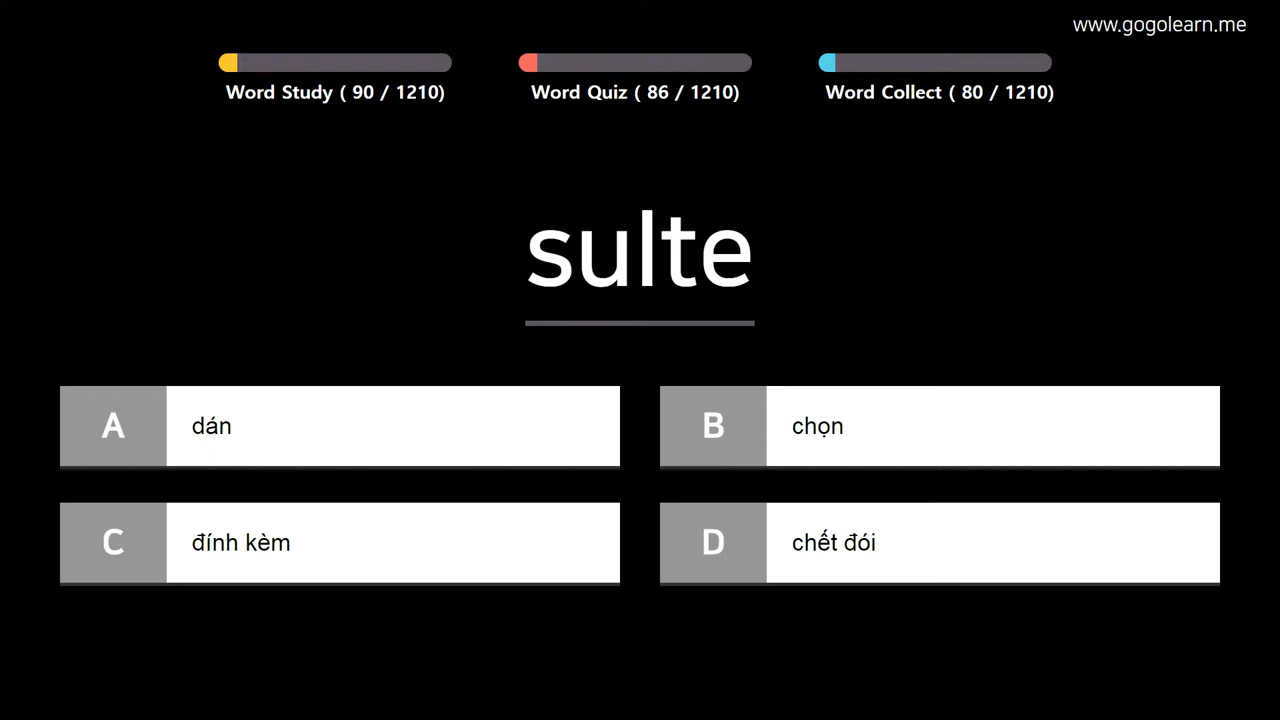 www.gogolearn.me
Word Study ( 90 / 1210)
Word Quiz ( 86 / 1210)
Word Collect ( 80 / 1210)
sulte
A dán
B chọn
C đính kèm
D chết đói